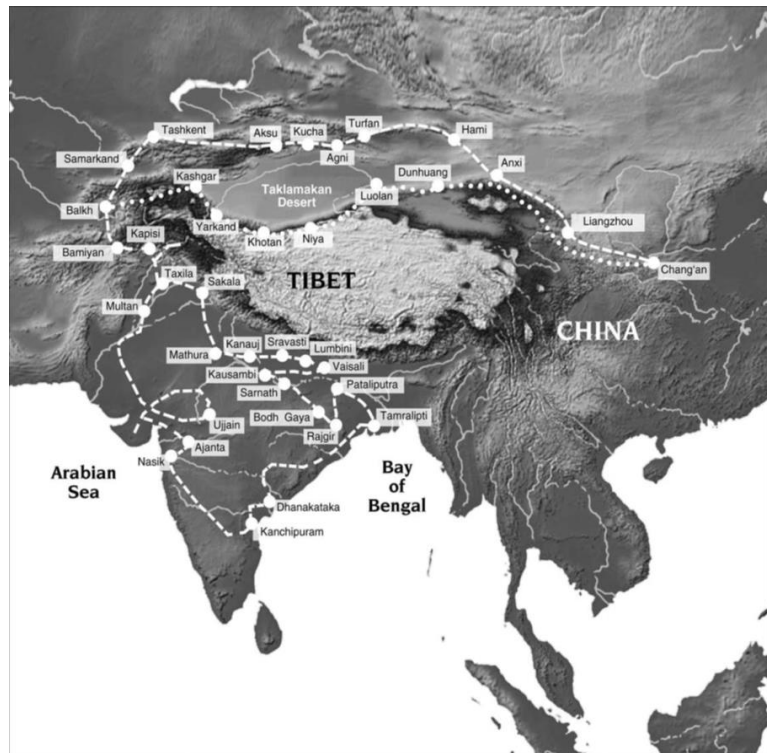 Turfan
Hami
Tashkent
Aksu
Kucha
Agni
Samarkand
Anxi
Kashgar
Dunhuang
Taklamakan
Desert
Luolan
Balkh
Yarkand
Liangzhou
Kapisi
Khotan
Niya
Bamiyan
Chang'an
Taxila
TIBET
Sakala
Multan
CHINA
Kanauj
Sravasti
Mathura
Lumbini
Kausambi
Vaisali
Sarnath
Pataliputra
Ujjain
Bodh Gaya
Tamralipti
Rajgir
Ajanta
Nasik
Arabian
Sea
Bay
of
Bengal
Dhanakataka
Kanchipuram